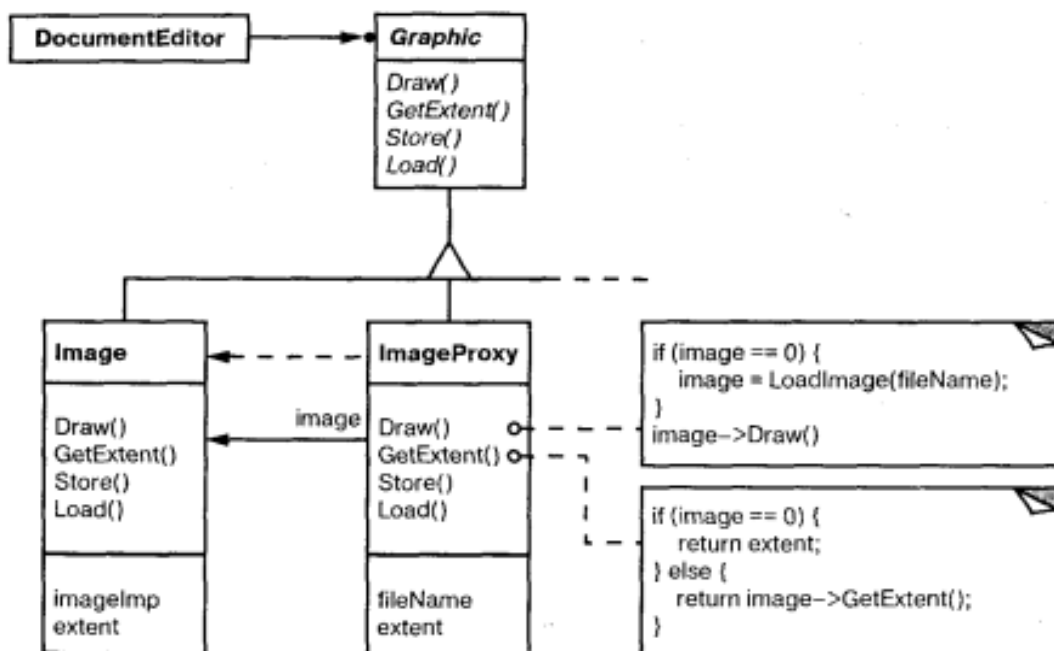 DocumentEditor
Graphic
Draw()
GetExtent()
Store()
Load()
Image
Draw()
GetExtent()
Store()
Load()
imageImp
extent
image
ImageProxy
Draw()
GetExtent()
Store()
Load()
fileName
extent
if (image == 0) {
image = LoadImage(fileName);
}
image->Draw()
if (image == 0) {
return extent;
} else {
return image->GetExtent();
}